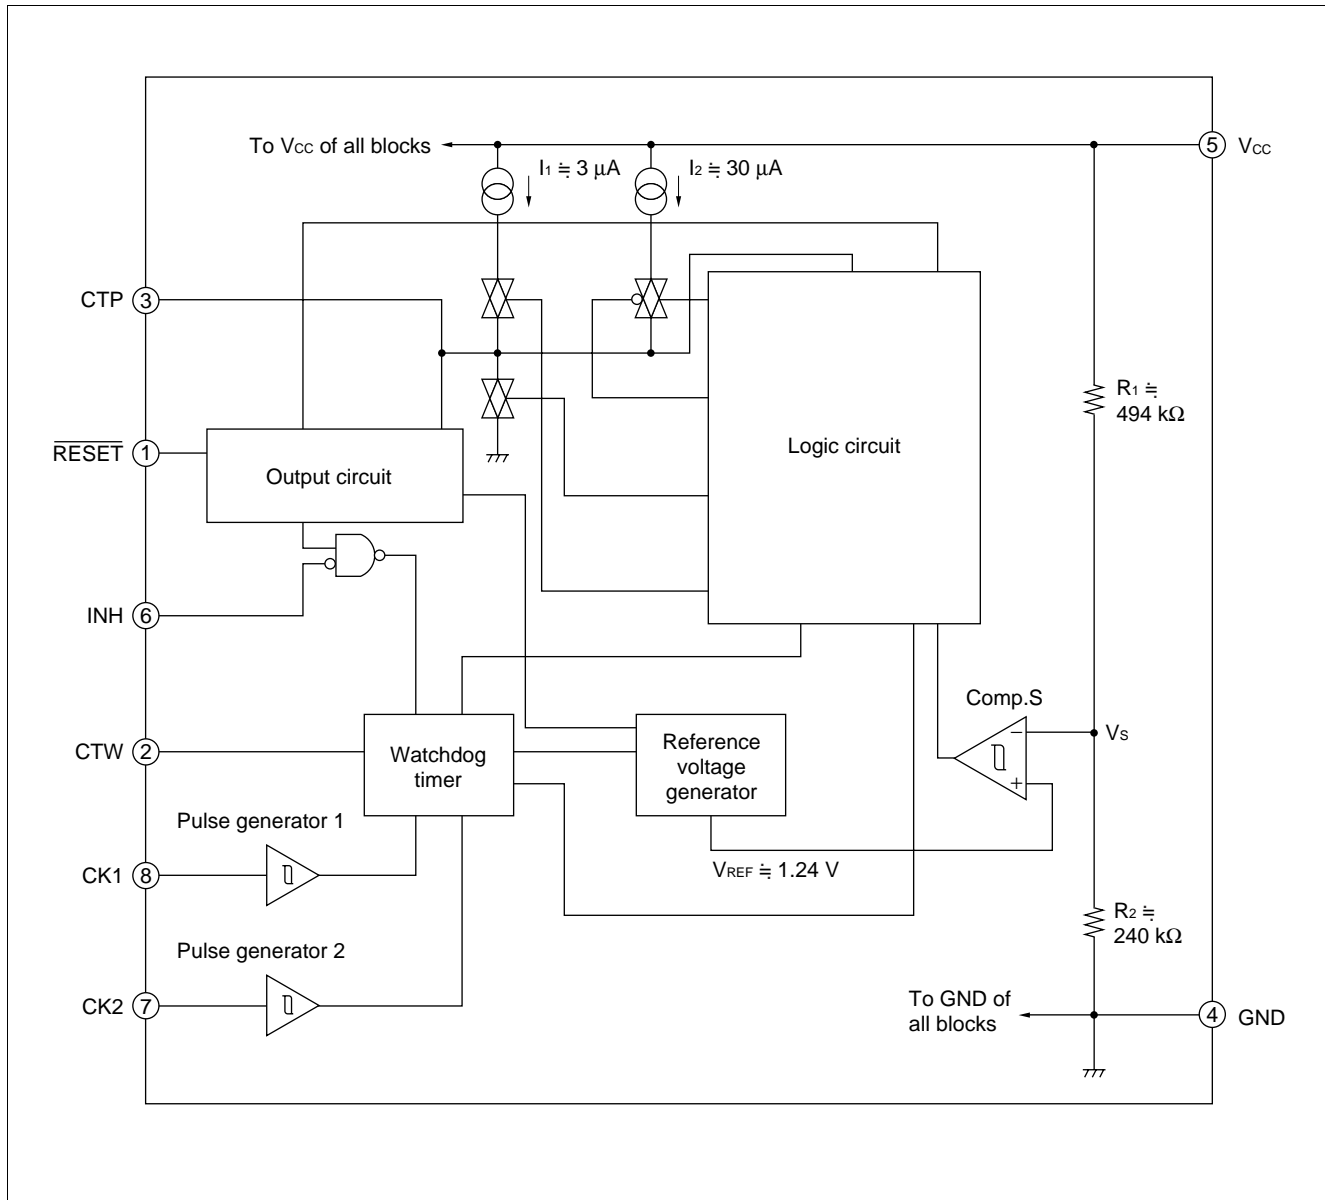 To VCC of all blocks
I1 ≒ 3 μA
I2 ≒ 30 μA
5
VCC
CTP
3
R1 ≒
494 kΩ
RESET
1
Output circuit
Logic circuit
INH
6
Comp.S
CTW
2
Watchdog
timer
Reference
voltage
generator
−
+
VS
Pulse generator 1
CK1
8
VREF ≒ 1.24 V
R2 ≒
240 kΩ
Pulse generator 2
CK2
7
To GND of
all blocks
4
GND